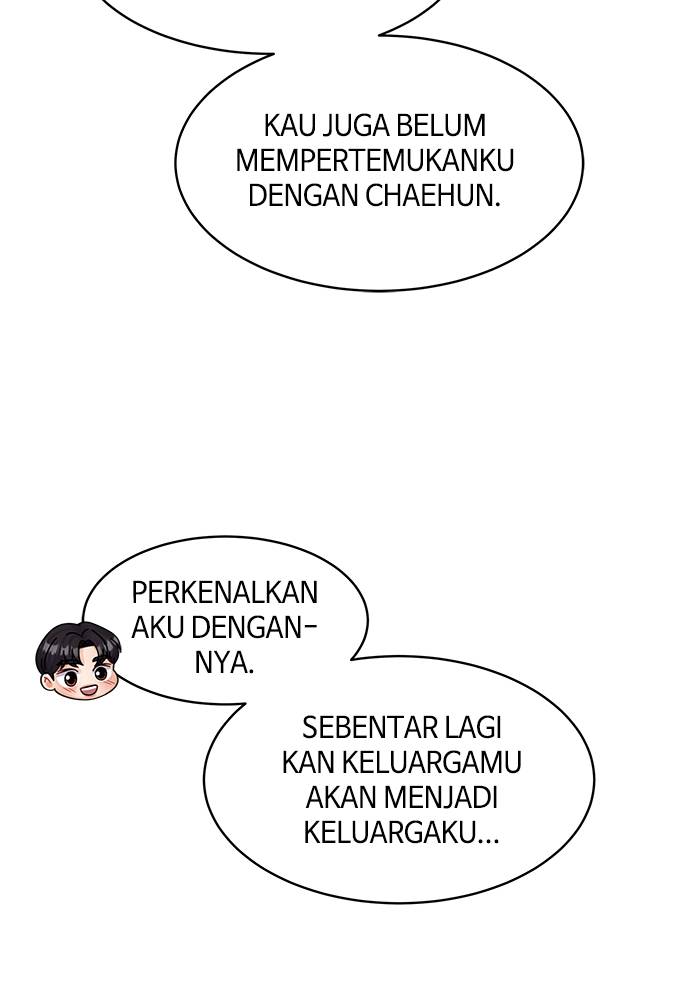 KAU JUGA BELUM
MEMPERTEMUKANKU
DENGAN CHAEHUN.
PERKENALKAN
AKU DENGAN-
NYA.
SEBENTAR LAGI
KAN KELUARGAMU
AKAN MENJADI
KELUARGAKU...